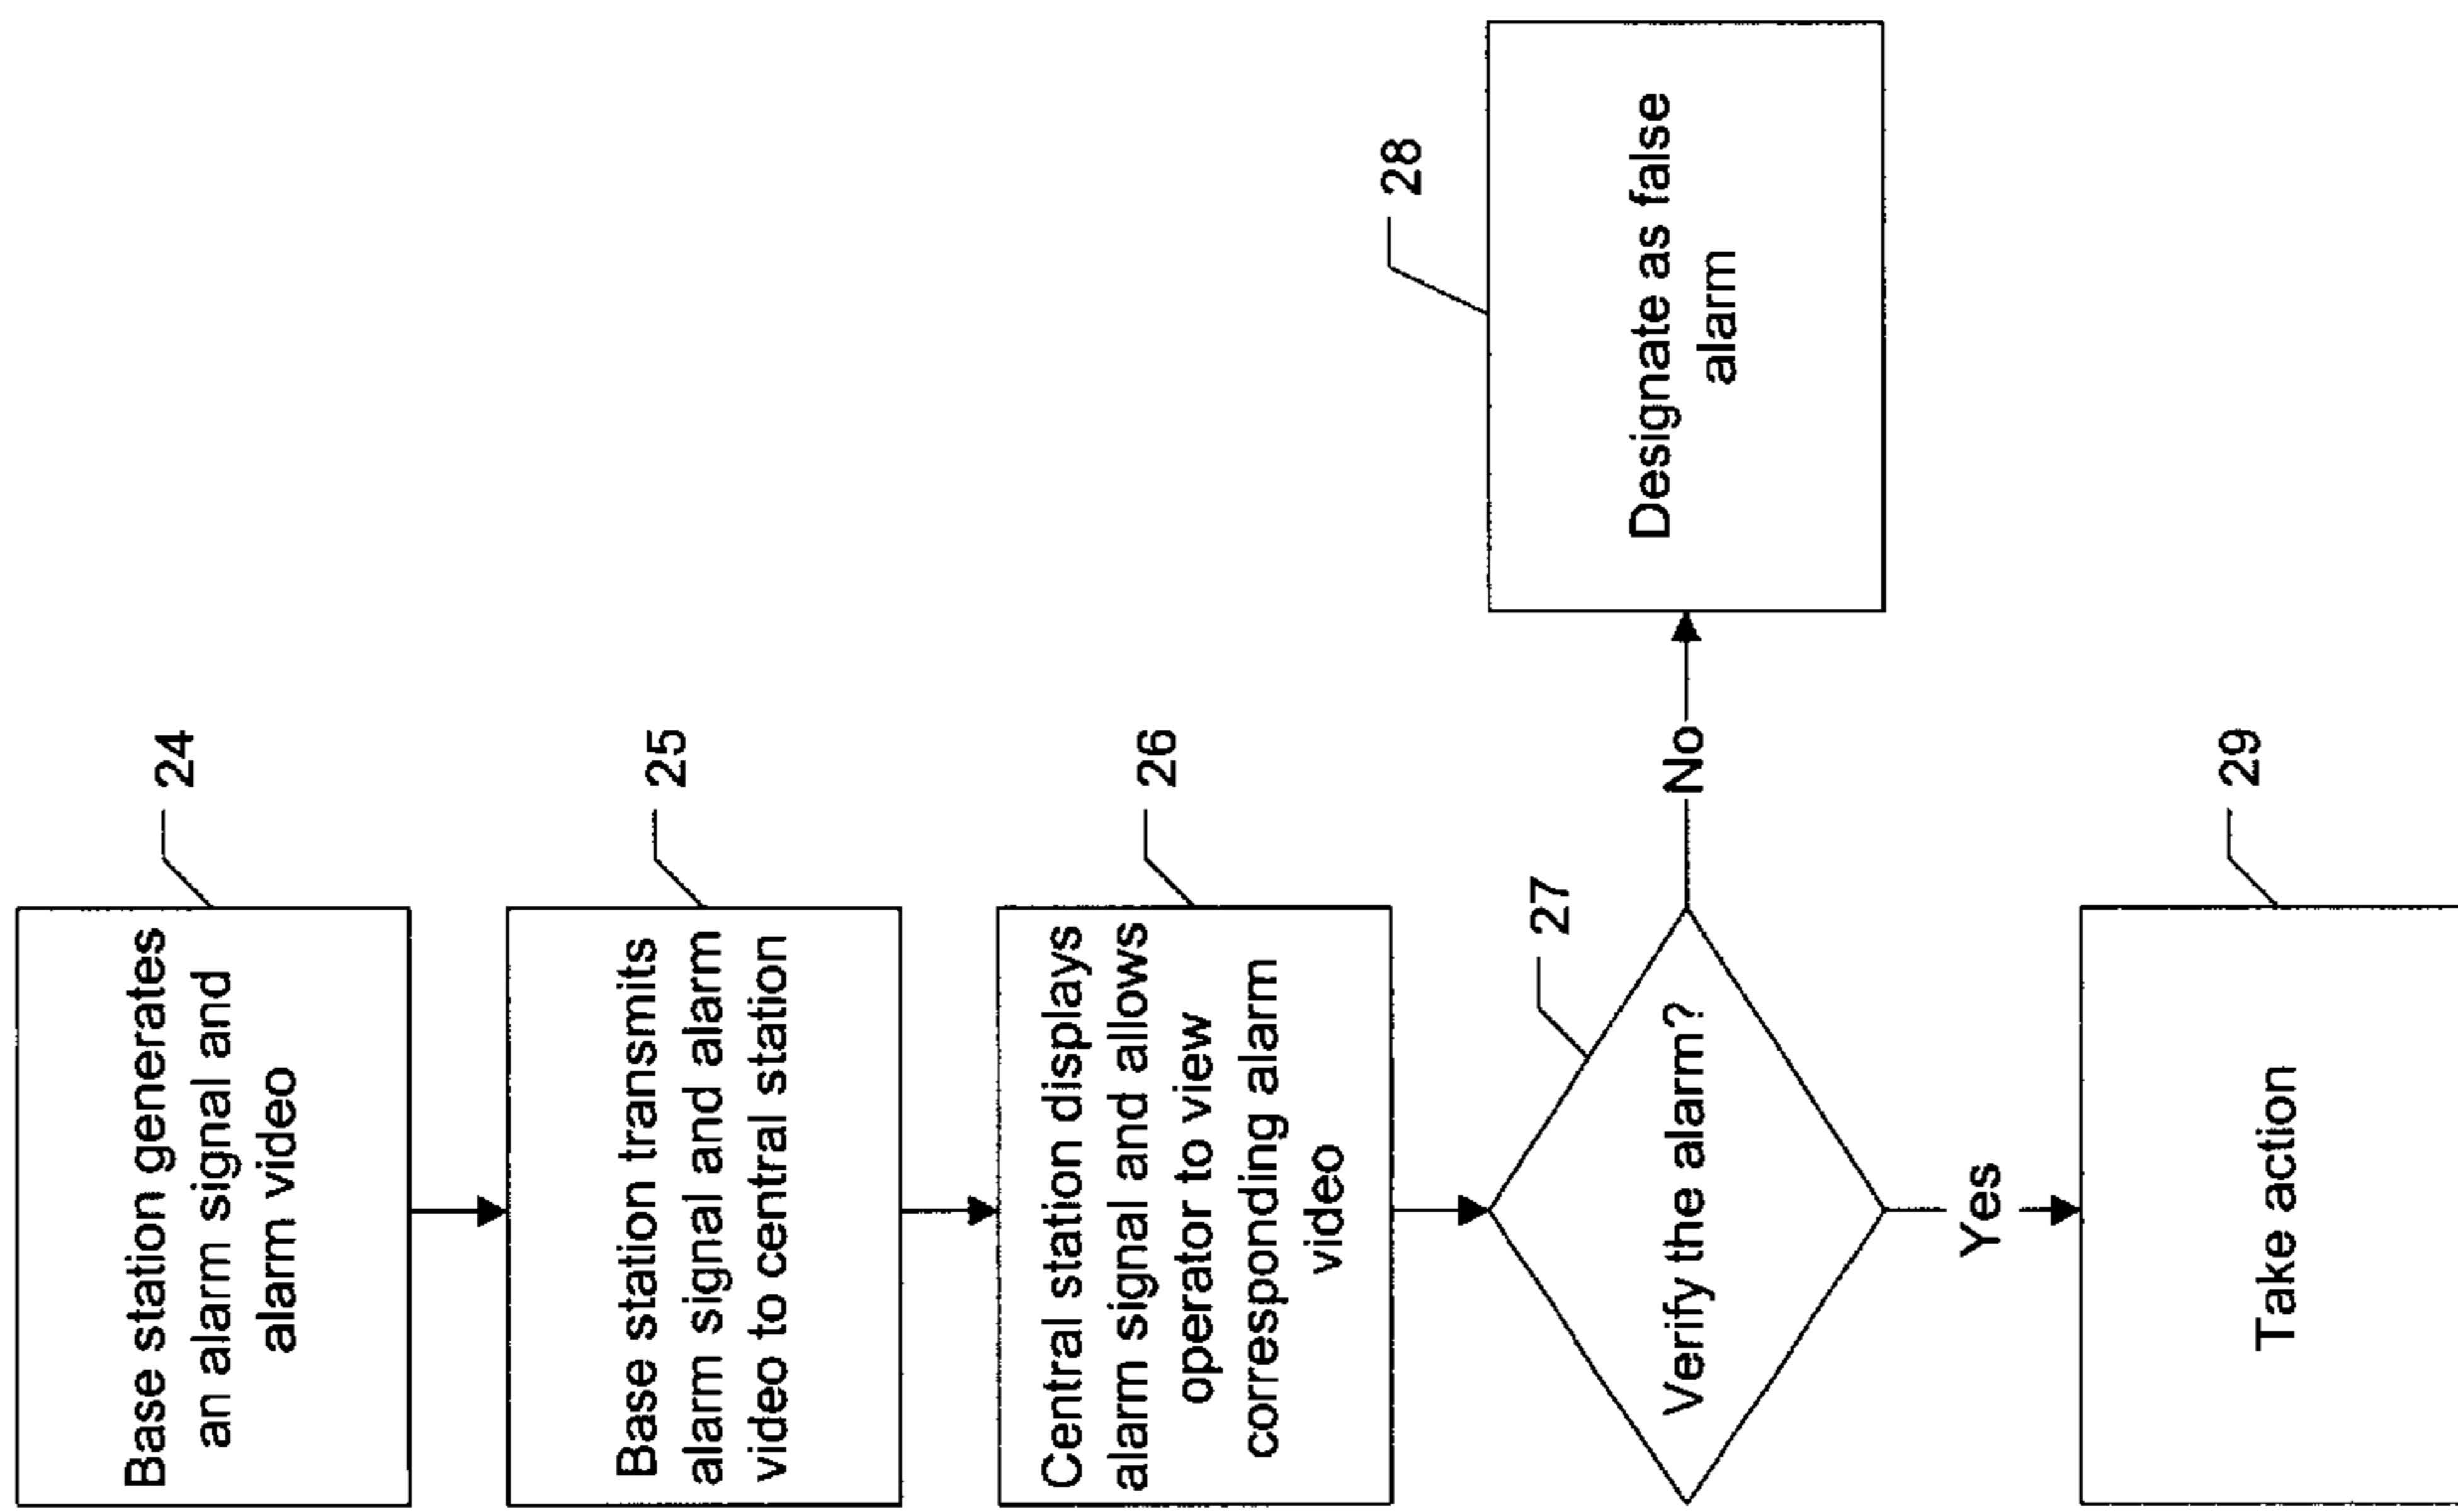 Base station generates
an alarm signal and
alarm video
24
Base station transmits
alarm signal and alarm
video to central station
25
Central station displays
alarm signal and allows
operator to view
corresponding alarm
video
26
Verify the alarm?
27
No
Designate as false
alarm
28
Yes
Take action
29